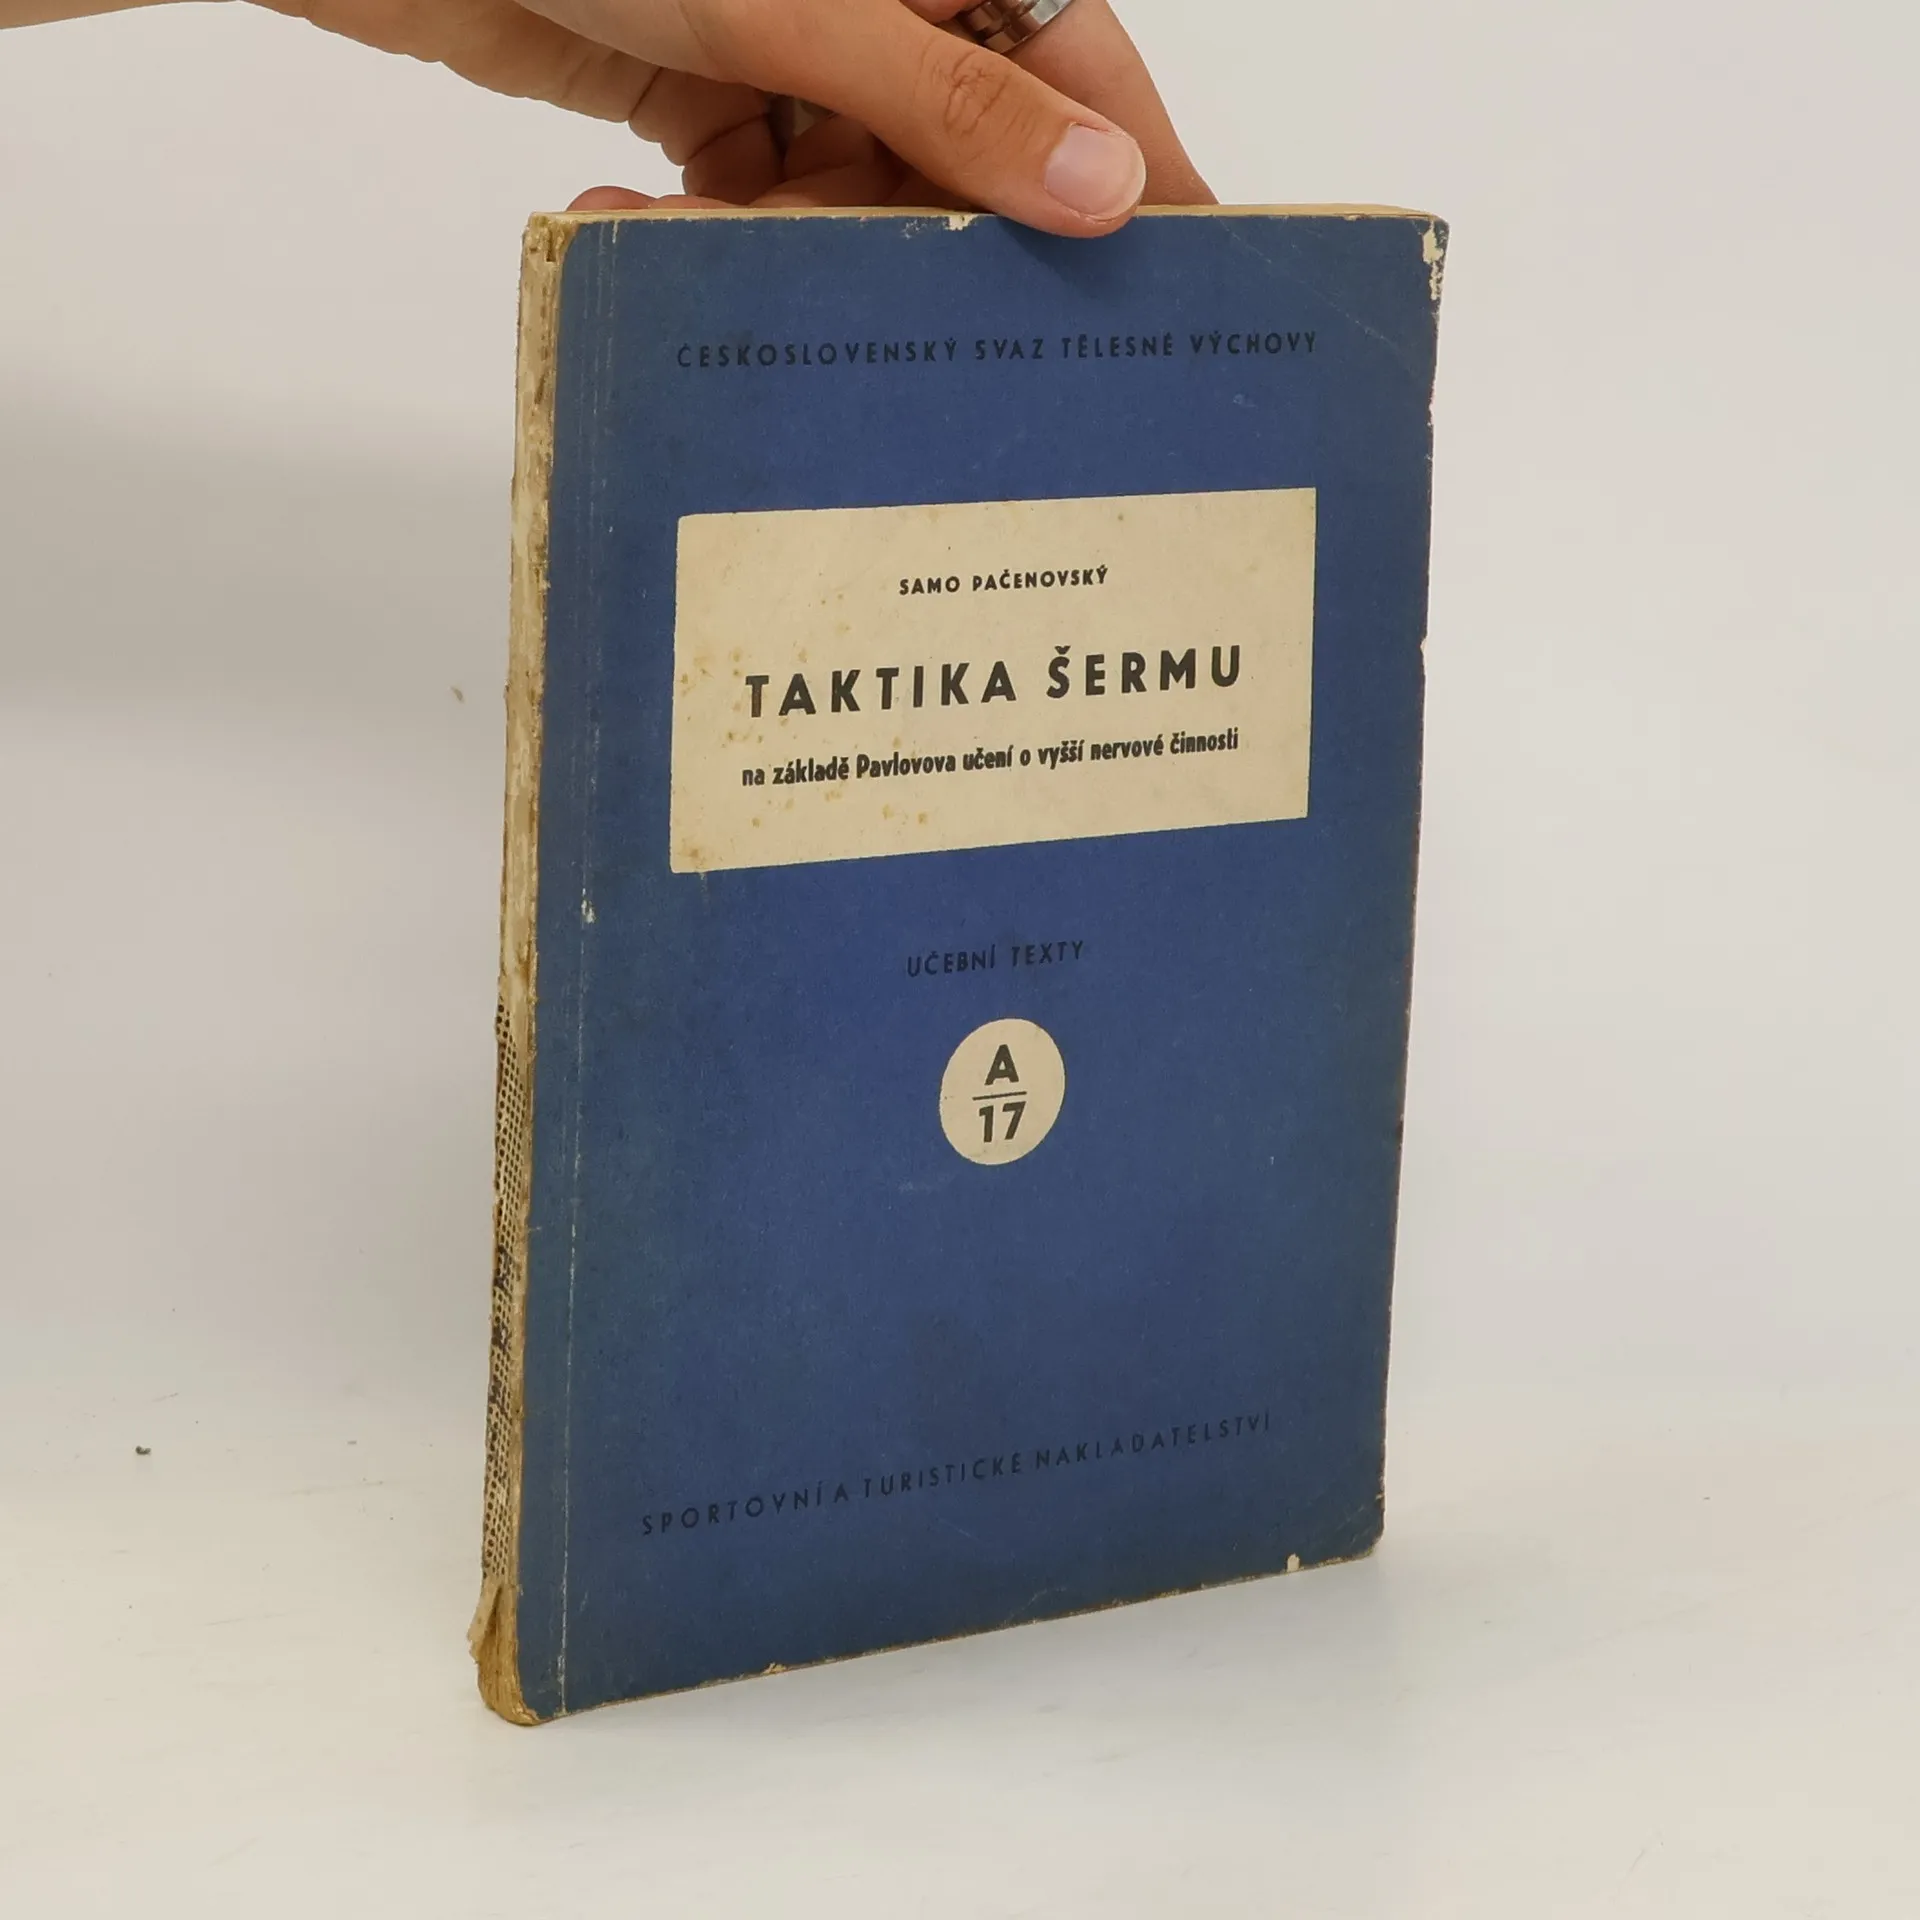 ČESKOSLOVENSKÝ SVAZ TĚLESNÉ VÝCHOVY
SAMO PAČENOVSKÝ
TAKTIKA ŠERMU
na základě Pavlovova učení o vyšší nervové činnosti
UČEBNÍ TEXTY
A
17
SPORTOVNÍ A TURISTICKÉ NAKLADATELSTVÍ